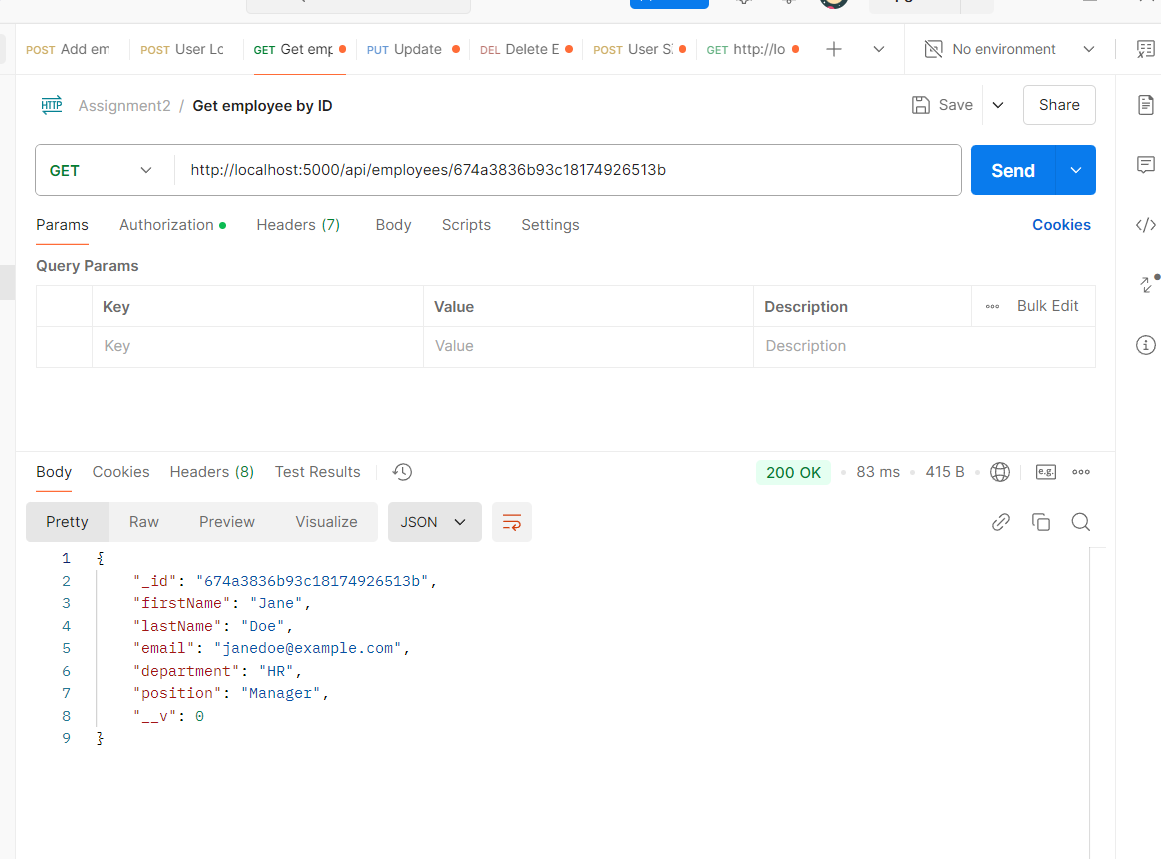 POST Add em POST User Lc GET Get emp PUT Update DEL Delete E POST User S GET http://lo No environment
HTTP Assignment2 / Get employee by ID Save Share
GET http://localhost:5000/api/employees/674a3836b93c18174926513b Send
Params Authorization Headers (7) Body Scripts Settings Cookies
Query Params
Key Value Description Bulk Edit
Key Value Description
Body Cookies Headers (8) Test Results 200 OK 83 ms 415 B e.g.
Pretty Raw Preview Visualize JSON
1 {
2 "_id": "674a3836b93c18174926513b",
3 "firstName": "Jane",
4 "lastName": "Doe",
5 "email": "janedoe@example.com",
6 "department": "HR",
7 "position": "Manager",
8 "__v": 0
9 }